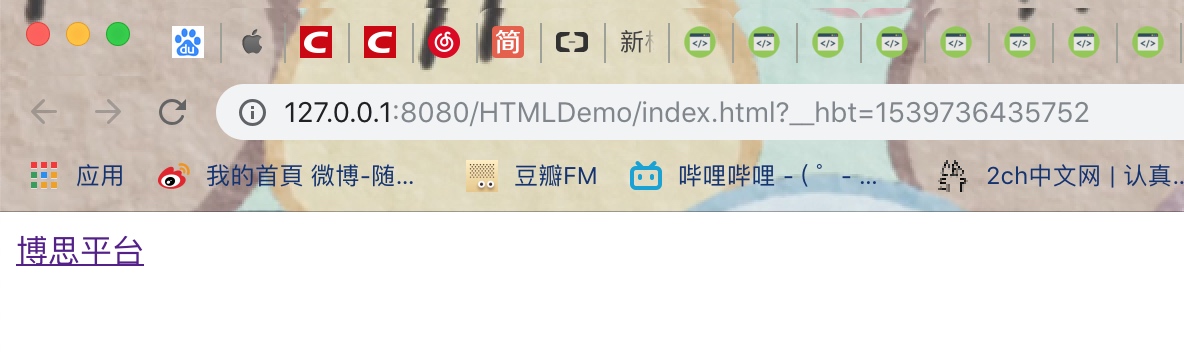 du C C 简 新
127.0.0.1:8080/HTMLDemo/index.html?__hbt=1539736435752
应用 我的首頁 微博-随... 豆瓣FM 哔哩哔哩 - ( ゜ - ... 2ch中文网 | 认真...
博思平台